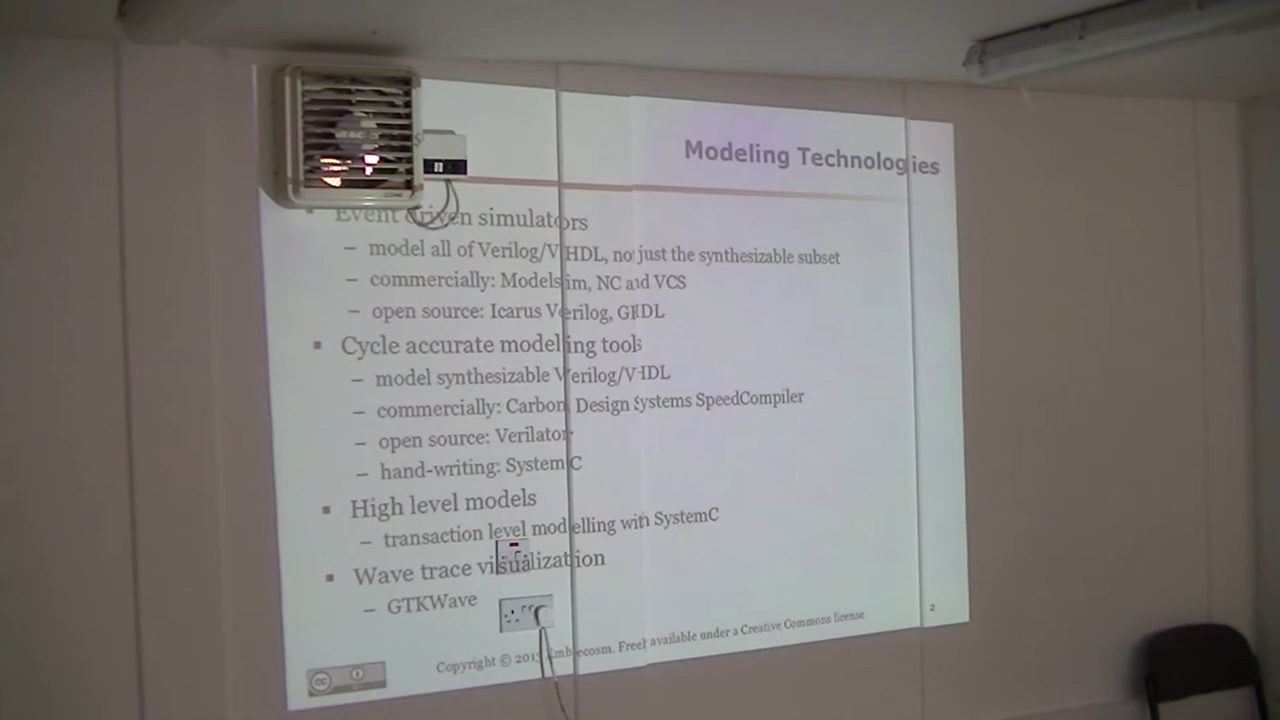 Modeling Technologies
▪ Event driven simulators
– model all of Verilog/VHDL, not just the synthesizable subset
– commercially: Modelsim, NC and VCS
– open source: Icarus Verilog, GHDL
▪ Cycle accurate modelling tools
– model synthesizable Verilog/VHDL
– commercially: Carbon Design Systems SpeedCompiler
– open source: Verilator
– hand-writing: SystemC
▪ High level models
– transaction level modelling with SystemC
▪ Wave trace visualization
– GTKWave
2
Copyright © Embecosm. Freely available under a Creative Commons license
cc